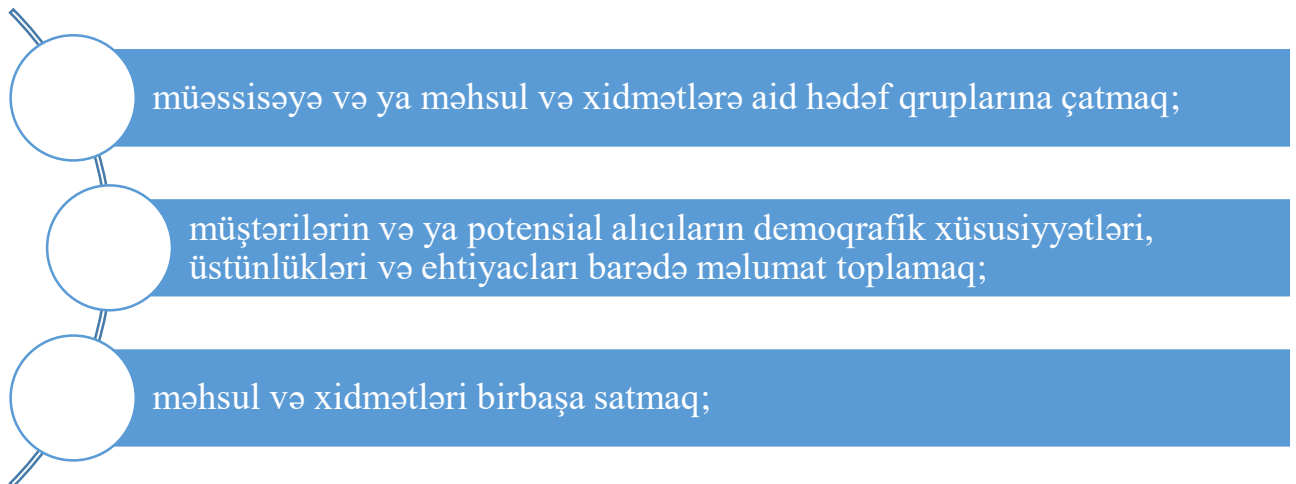 müəssisəyə və ya məhsul və xidmətlərə aid hədəf qruplarına çatmaq;
müştərilərin və ya potensial alıcıların demoqrafik xüsusiyyətləri,
üstünlükləri və ehtiyacları barədə məlumat toplamaq;
məhsul və xidmətləri birbaşa satmaq;